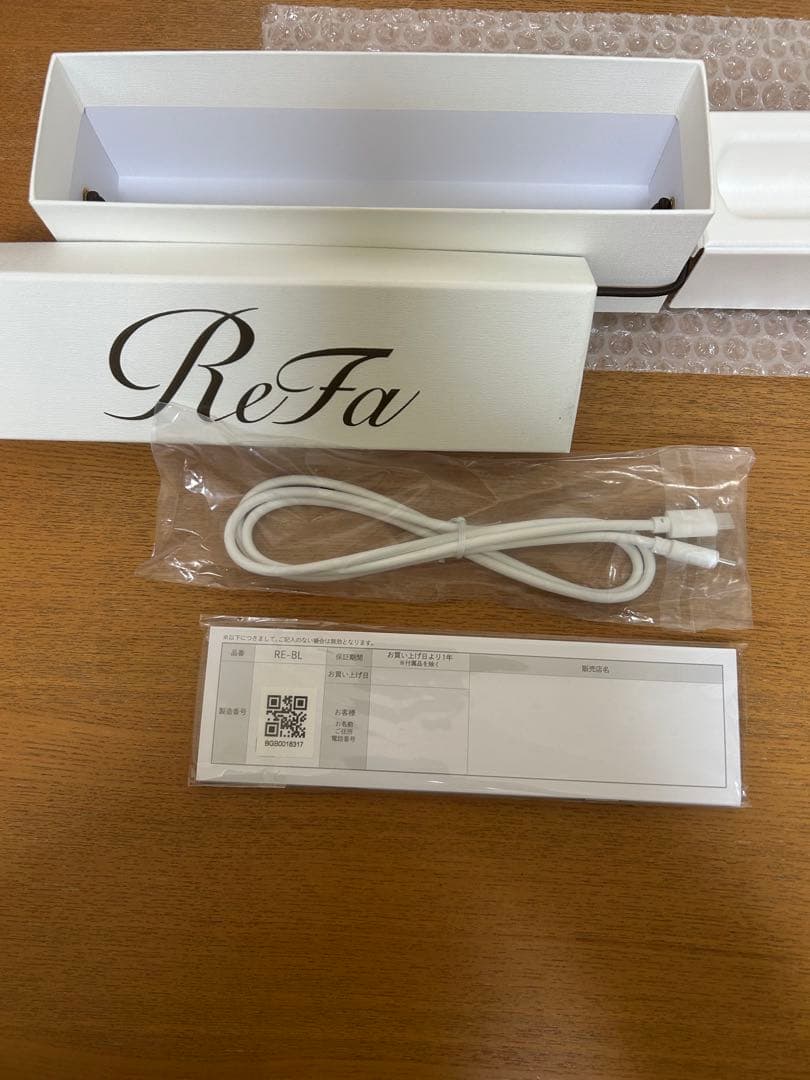 ReFa
※以下につきまして、ご記入のない場合は無効となります。
品番
RE-BL
保証期間
お買い上げ日より1年
※付属品を除く
販売店名
お買い上げ日
製造番号
BGB0016317
お客様
お名前
ご住所
電話番号